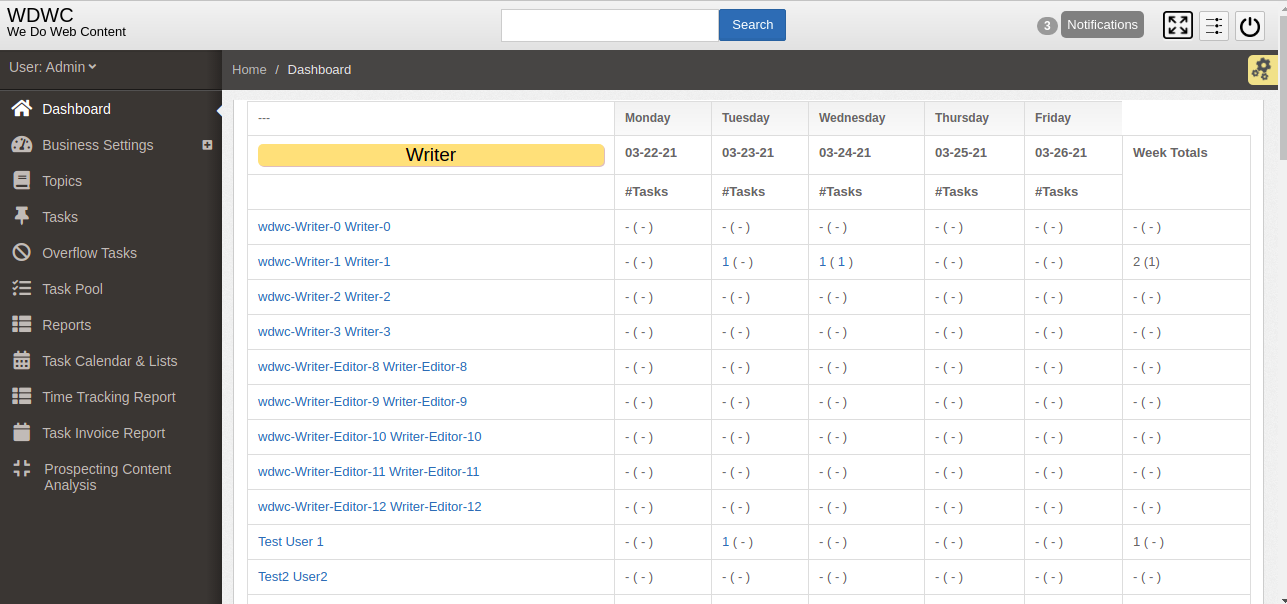 WDWC
We Do Web Content
Search
3 Notifications
User: Admin
Home / Dashboard
Dashboard
Business Settings
Topics
Tasks
Overflow Tasks
Task Pool
Reports
Task Calendar & Lists
Time Tracking Report
Task Invoice Report
Prospecting Content
Analysis
--- Monday Tuesday Wednesday Thursday Friday
Writer 03-22-21 03-23-21 03-24-21 03-25-21 03-26-21 Week Totals
#Tasks #Tasks #Tasks #Tasks #Tasks
wdwc-Writer-0 Writer-0 - ( - ) - ( - ) - ( - ) - ( - ) - ( - ) - ( - )
wdwc-Writer-1 Writer-1 - ( - ) 1 ( - ) 1 ( 1 ) - ( - ) - ( - ) 2 (1)
wdwc-Writer-2 Writer-2 - ( - ) - ( - ) - ( - ) - ( - ) - ( - ) - ( - )
wdwc-Writer-3 Writer-3 - ( - ) - ( - ) - ( - ) - ( - ) - ( - ) - ( - )
wdwc-Writer-Editor-8 Writer-Editor-8 - ( - ) - ( - ) - ( - ) - ( - ) - ( - ) - ( - )
wdwc-Writer-Editor-9 Writer-Editor-9 - ( - ) - ( - ) - ( - ) - ( - ) - ( - ) - ( - )
wdwc-Writer-Editor-10 Writer-Editor-10 - ( - ) - ( - ) - ( - ) - ( - ) - ( - ) - ( - )
wdwc-Writer-Editor-11 Writer-Editor-11 - ( - ) - ( - ) - ( - ) - ( - ) - ( - ) - ( - )
wdwc-Writer-Editor-12 Writer-Editor-12 - ( - ) - ( - ) - ( - ) - ( - ) - ( - ) - ( - )
Test User 1 - ( - ) 1 ( - ) - ( - ) - ( - ) - ( - ) 1 ( - )
Test2 User2 - ( - ) - ( - ) - ( - ) - ( - ) - ( - ) - ( - )